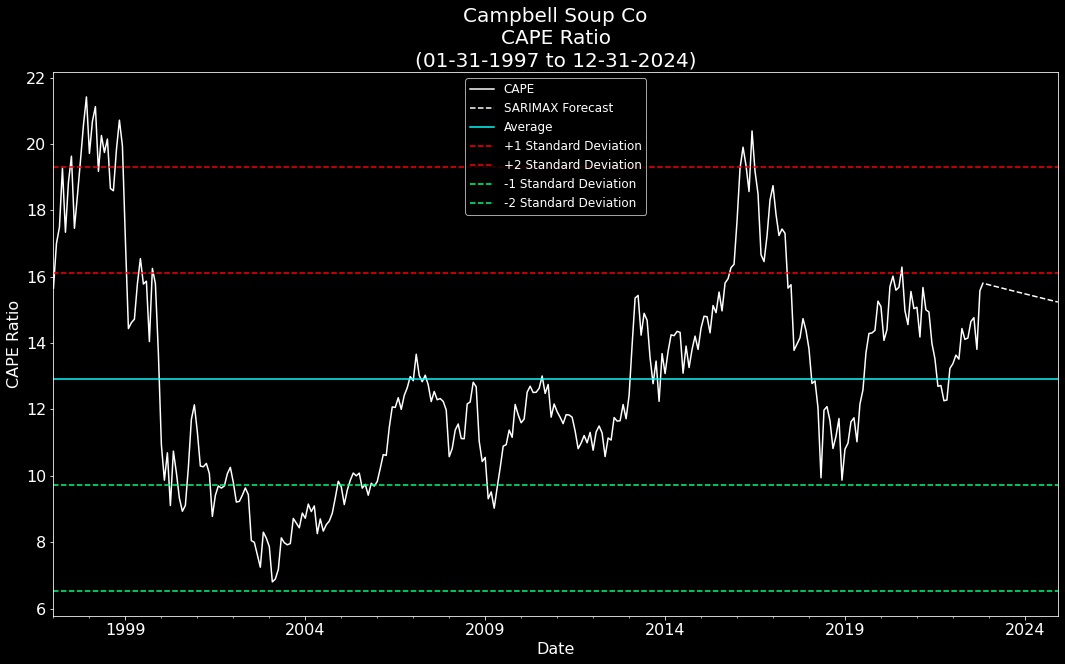 Campbell Soup Co
CAPE Ratio
(01-31-1997 to 12-31-2024)
CAPE
SARIMAX Forecast
Average
+1 Standard Deviation
+2 Standard Deviation
-1 Standard Deviation
-2 Standard Deviation
CAPE Ratio
22
20
18
16
14
12
10
8
6
1999 2004 2009 2014 2019 2024
Date